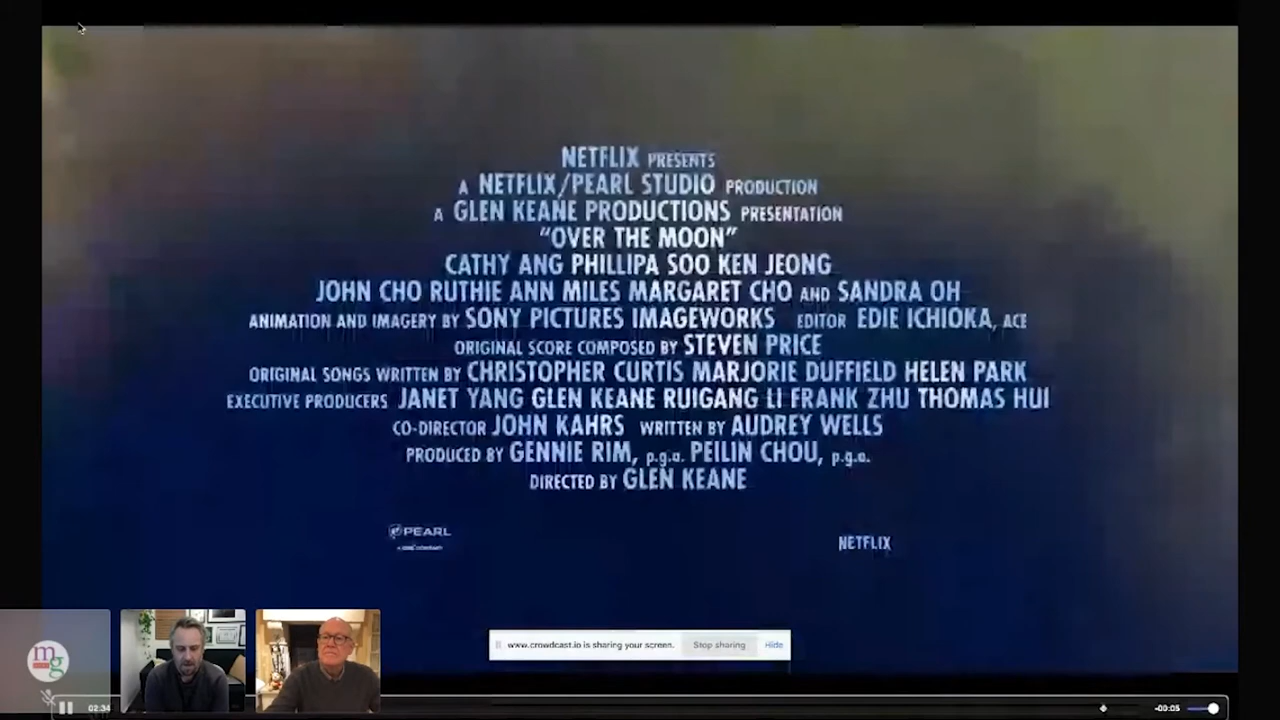 NETFLIX PRESENTS
A NETFLIX/PEARL STUDIO PRODUCTION
A GLEN KEANE PRODUCTIONS PRESENTATION
“OVER THE MOON”
CATHY ANG PHILLIPA SOO KEN JEONG
JOHN CHO RUTHIE ANN MILES MARGARET CHO AND SANDRA OH
ANIMATION AND IMAGERY BY SONY PICTURES IMAGEWORKS EDITOR EDIE ICHIOKA, ACE
ORIGINAL SCORE COMPOSED BY STEVEN PRICE
ORIGINAL SONGS WRITTEN BY CHRISTOPHER CURTIS MARJORIE DUFFIELD HELEN PARK
EXECUTIVE PRODUCERS JANET YANG GLEN KEANE RUIGANG LI FRANK ZHU THOMAS HUI
CO-DIRECTOR JOHN KAHRS WRITTEN BY AUDREY WELLS
PRODUCED BY GENNIE RIM, p.g.a. PEILIN CHOU, p.g.a.
DIRECTED BY GLEN KEANE
PEARL
NETFLIX
mg
www.crowdcast.io is sharing your screen. Stop sharing Hide
02:34
-00:05